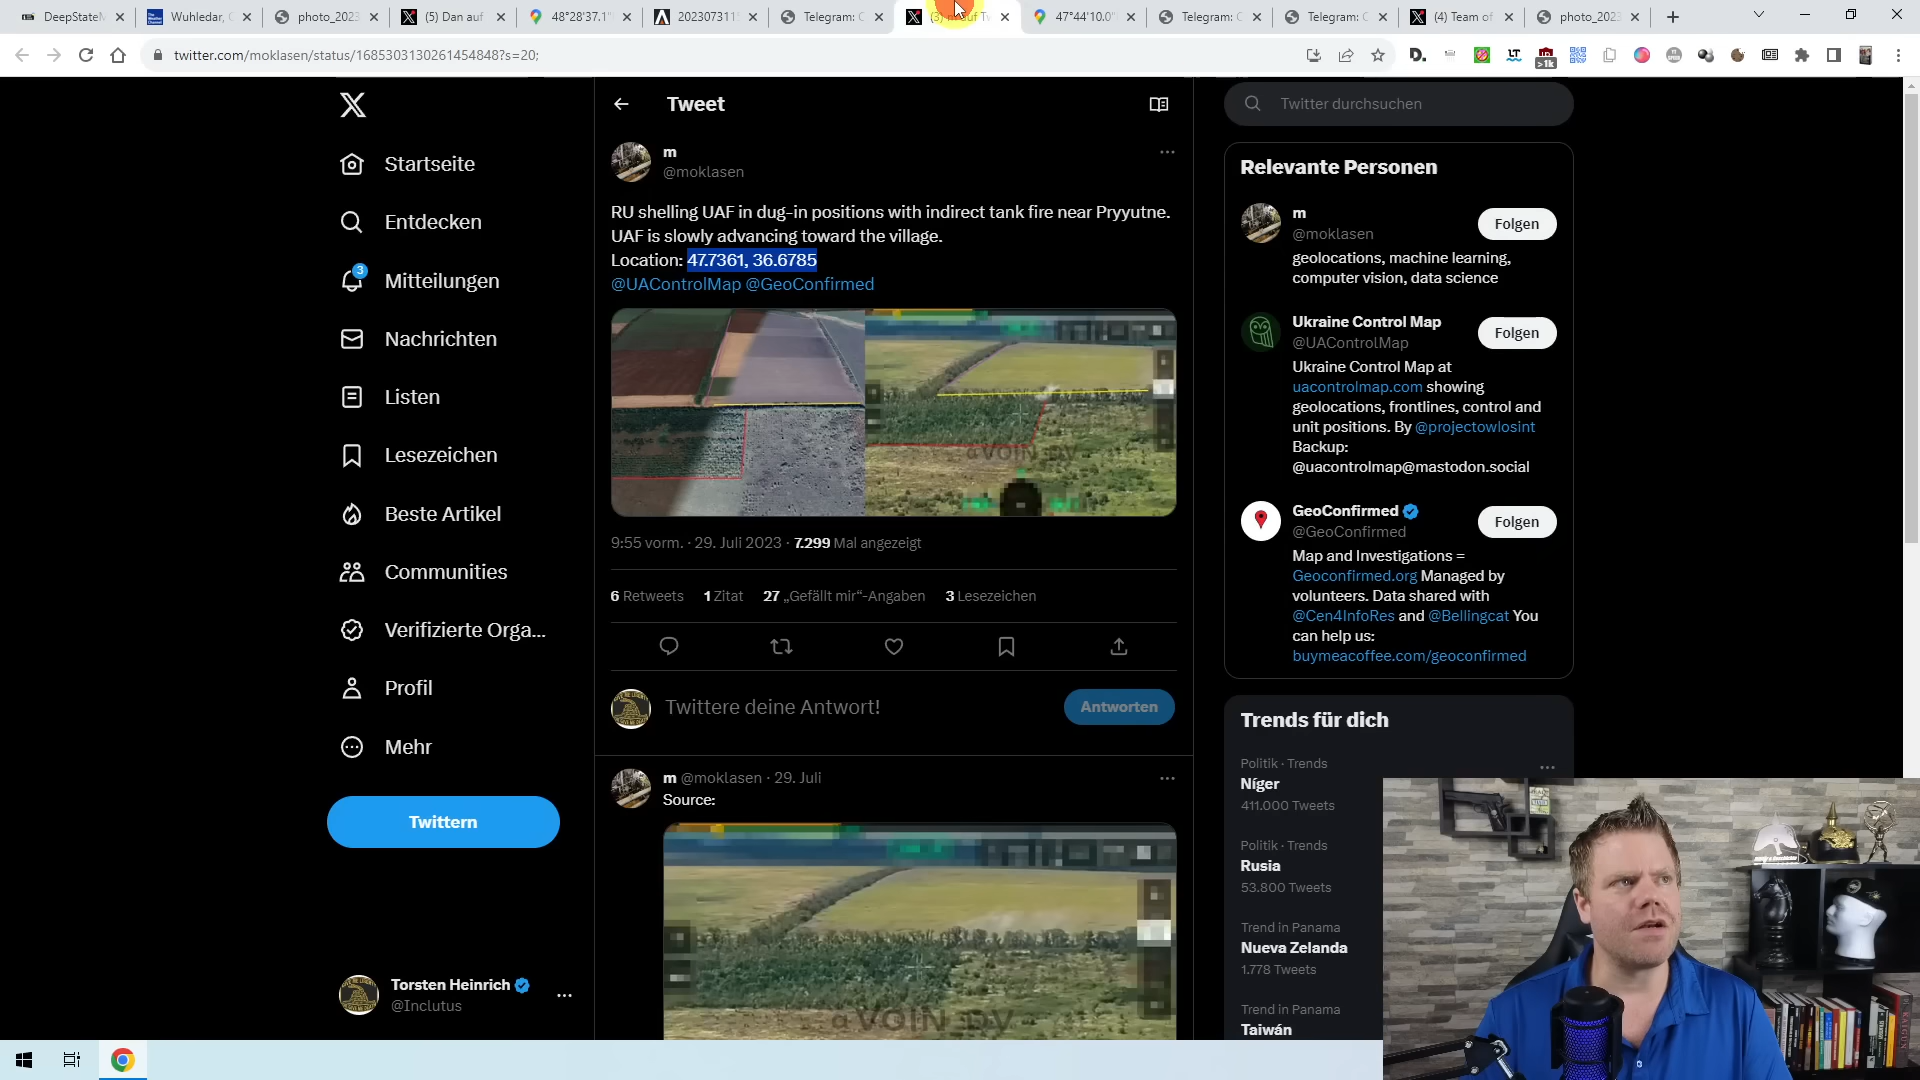 DeepStateM
Wuhledar, C
photo_2023
(5) Dan auf
48°28'37.1"
2023073111
Telegram: C
(3) m auf Tw
47°44'10.0"
Telegram: C
Telegram: C
(4) Team of
photo_2023
twitter.com/moklasen/status/1685303130261454848?s=20;
Startseite
Entdecken
3
Mitteilungen
Nachrichten
Listen
Lesezeichen
Beste Artikel
Communities
Verifizierte Orga...
Profil
Mehr
Twittern
Torsten Heinrich
@Inclutus
Tweet
m
@moklasen
RU shelling UAF in dug-in positions with indirect tank fire near Pryyutne.
UAF is slowly advancing toward the village.
Location: 47.7361, 36.6785
@UAControlMap @GeoConfirmed
@VOIN_DV
9:55 vorm. · 29. Juli 2023 · 7.299 Mal angezeigt
6 Retweets 1 Zitat 27 „Gefällt mir“-Angaben 3 Lesezeichen
Twittere deine Antwort!
Antworten
m @moklasen · 29. Juli
Source:
@VOIN_DV
Twitter durchsuchen
Relevante Personen
m
@moklasen
Folgen
geolocations, machine learning,
computer vision, data science
Ukraine Control Map
@UAControlMap
Folgen
Ukraine Control Map at
uacontrolmap.com showing
geolocations, frontlines, control and
unit positions. By @projectowlosint
Backup:
@uacontrolmap@mastodon.social
GeoConfirmed
@GeoConfirmed
Folgen
Map and Investigations =
Geoconfirmed.org Managed by
volunteers. Data shared with
@Cen4InfoRes and @Bellingcat You
can help us:
buymeacoffee.com/geoconfirmed
Trends für dich
Politik · Trends
Níger
411.000 Tweets
Politik · Trends
Rusia
53.800 Tweets
Trend in Panama
Nueva Zelanda
1.778 Tweets
Trend in Panama
Taiwán